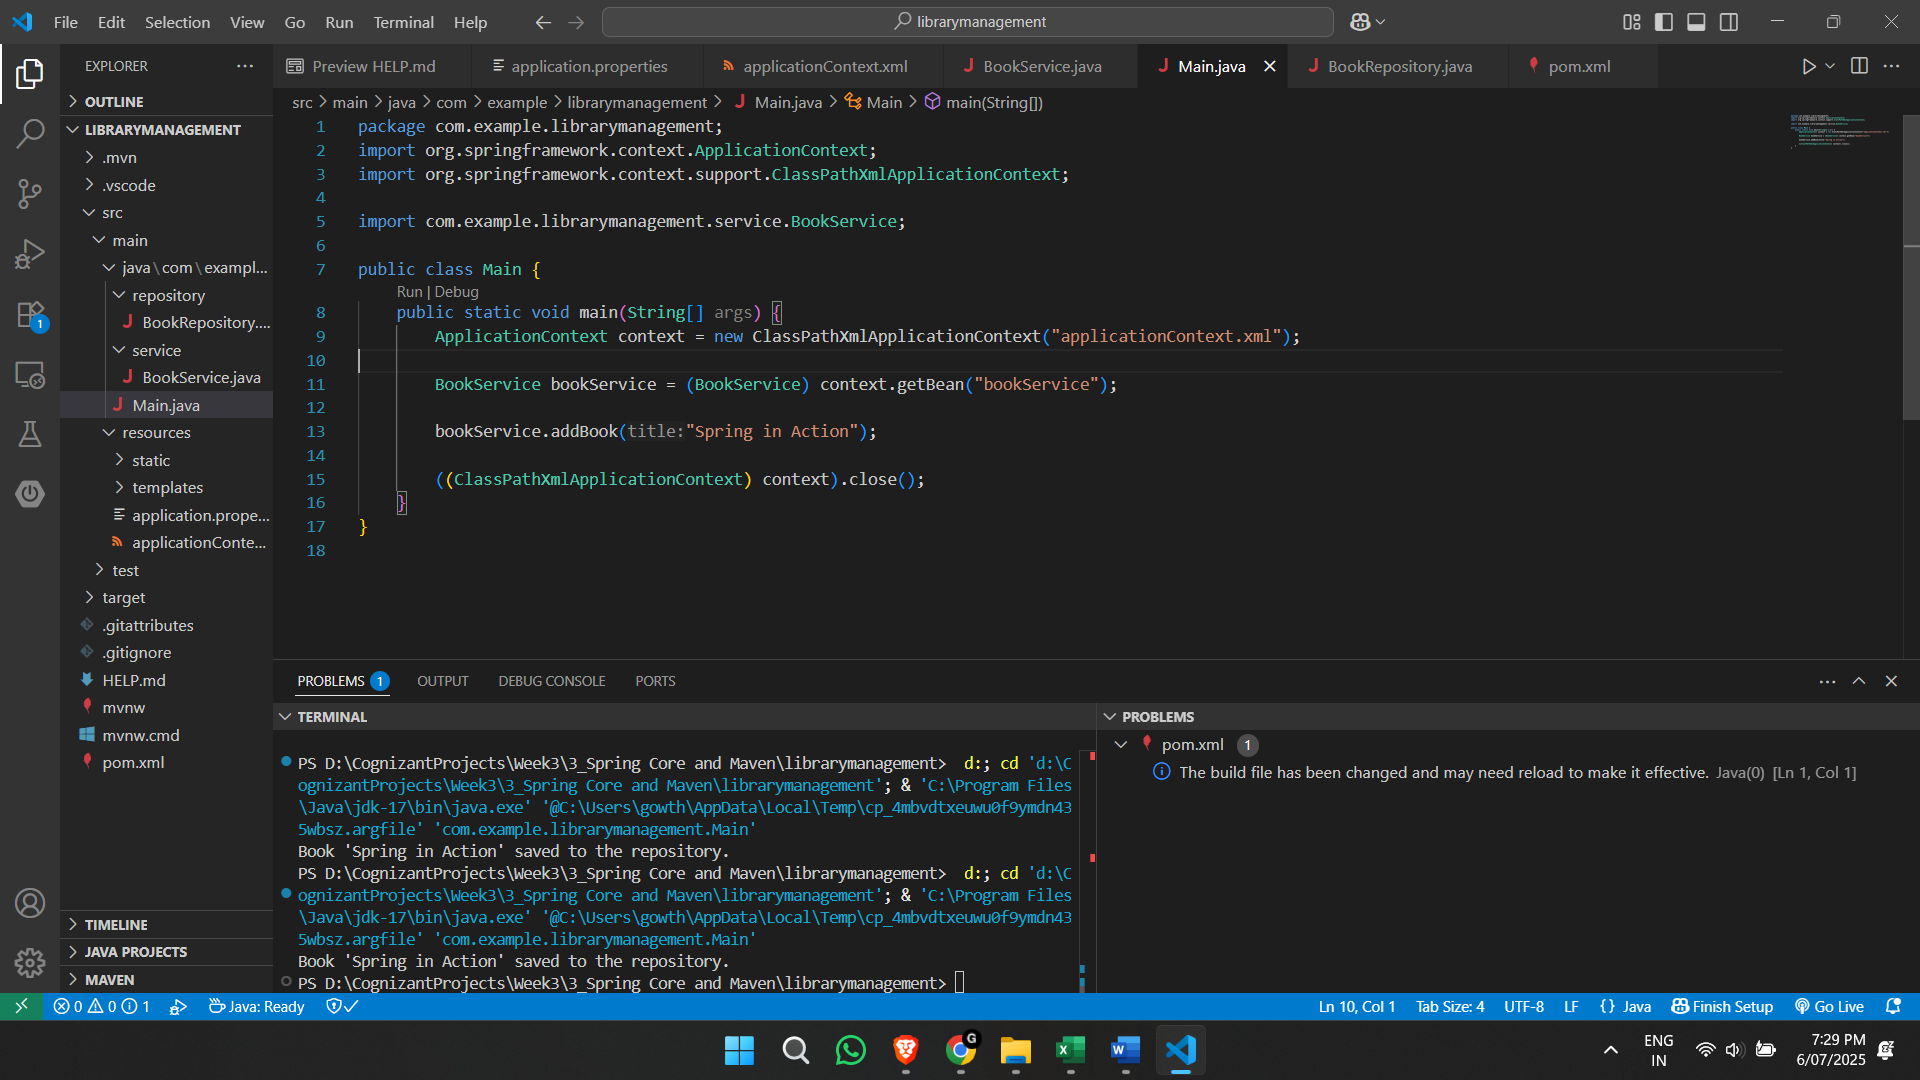 File Edit Selection View Go Run Terminal Help
librarymanagement
EXPLORER
OUTLINE
LIBRARYMANAGEMENT
.mvn
.vscode
src
main
java\com\exampl...
repository
BookRepository....
service
BookService.java
Main.java
resources
static
templates
application.prope...
applicationConte...
test
target
.gitattributes
.gitignore
HELP.md
mvnw
mvnw.cmd
pom.xml
TIMELINE
JAVA PROJECTS
MAVEN
1
Preview HELP.md application.properties applicationContext.xml BookService.java Main.java BookRepository.java pom.xml
src > main > java > com > example > librarymanagement > Main.java > Main > main(String[])
1 package com.example.librarymanagement;
2 import org.springframework.context.ApplicationContext;
3 import org.springframework.context.support.ClassPathXmlApplicationContext;
4
5 import com.example.librarymanagement.service.BookService;
6
7 public class Main {
Run | Debug
8 public static void main(String[] args) {
9 ApplicationContext context = new ClassPathXmlApplicationContext("applicationContext.xml");
10
11 BookService bookService = (BookService) context.getBean("bookService");
12
13 bookService.addBook(title:"Spring in Action");
14
15 ((ClassPathXmlApplicationContext) context).close();
16 }
17 }
18
PROBLEMS 1 OUTPUT DEBUG CONSOLE PORTS
TERMINAL
PS D:\CognizantProjects\Week3\3_Spring Core and Maven\librarymanagement> d:; cd 'd:\C
ognizantProjects\Week3\3_Spring Core and Maven\librarymanagement'; & 'C:\Program Files
\Java\jdk-17\bin\java.exe' '@C:\Users\gowth\AppData\Local\Temp\cp_4mbvdtxeuwu0f9ymdn43
5wbsz.argfile' 'com.example.librarymanagement.Main'
Book 'Spring in Action' saved to the repository.
PS D:\CognizantProjects\Week3\3_Spring Core and Maven\librarymanagement> d:; cd 'd:\C
ognizantProjects\Week3\3_Spring Core and Maven\librarymanagement'; & 'C:\Program Files
\Java\jdk-17\bin\java.exe' '@C:\Users\gowth\AppData\Local\Temp\cp_4mbvdtxeuwu0f9ymdn43
5wbsz.argfile' 'com.example.librarymanagement.Main'
Book 'Spring in Action' saved to the repository.
PS D:\CognizantProjects\Week3\3_Spring Core and Maven\librarymanagement>
PROBLEMS
pom.xml 1
The build file has been changed and may need reload to make it effective. Java(0) [Ln 1, Col 1]
0 0 1 Java: Ready Ln 10, Col 1 Tab Size: 4 UTF-8 LF {} Java Finish Setup Go Live
G
ENG
IN
7:29 PM
6/07/2025